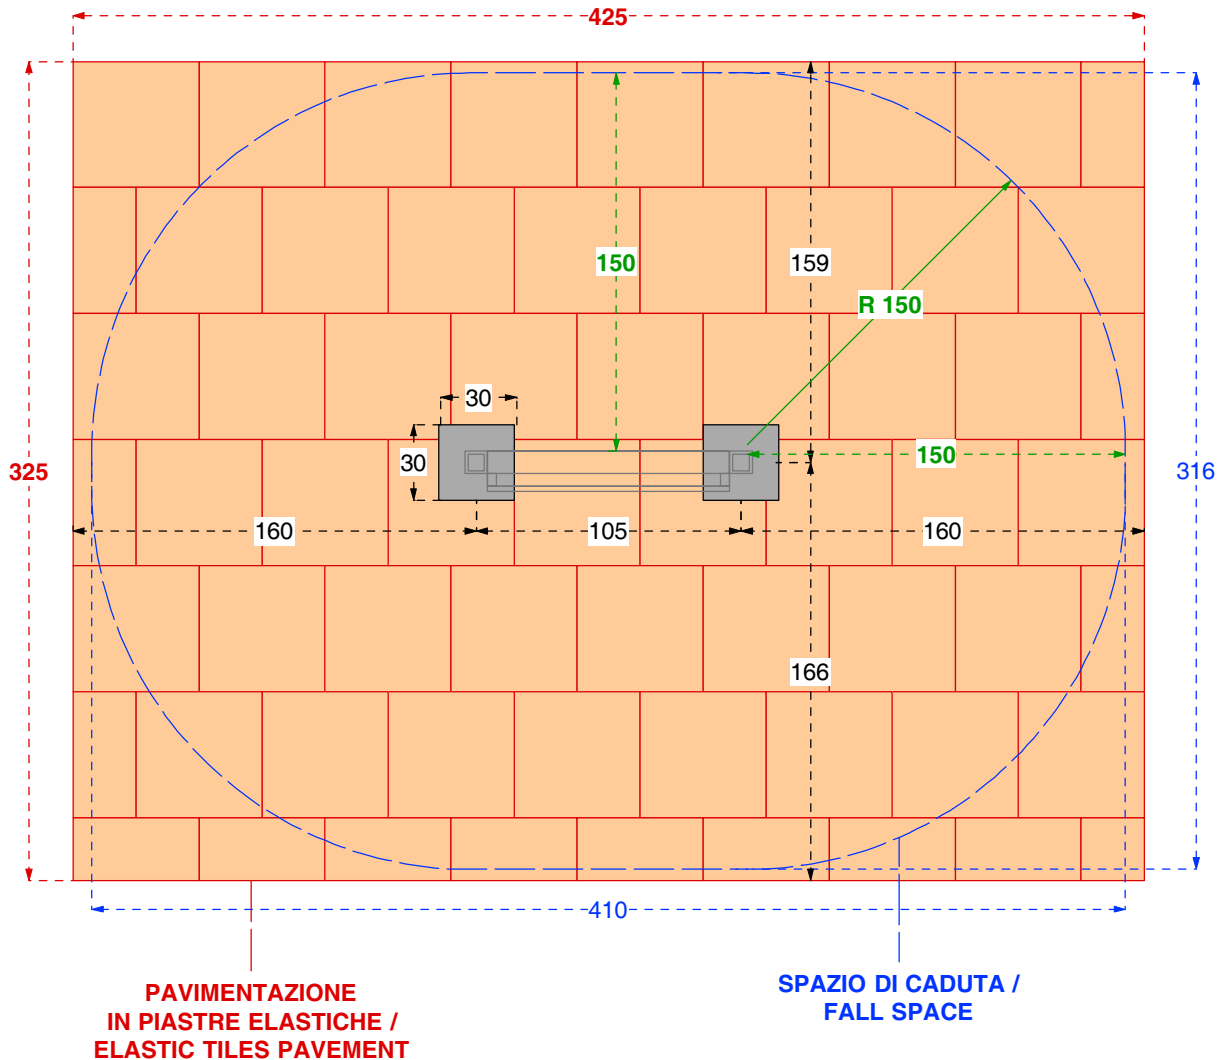 425
150
159
R 150
30
30
150
325
316
160
105
160
166
410
PAVIMENTAZIONE
IN PIASTRE ELASTICHE /
ELASTIC TILES PAVEMENT
SPAZIO DI CADUTA /
FALL SPACE